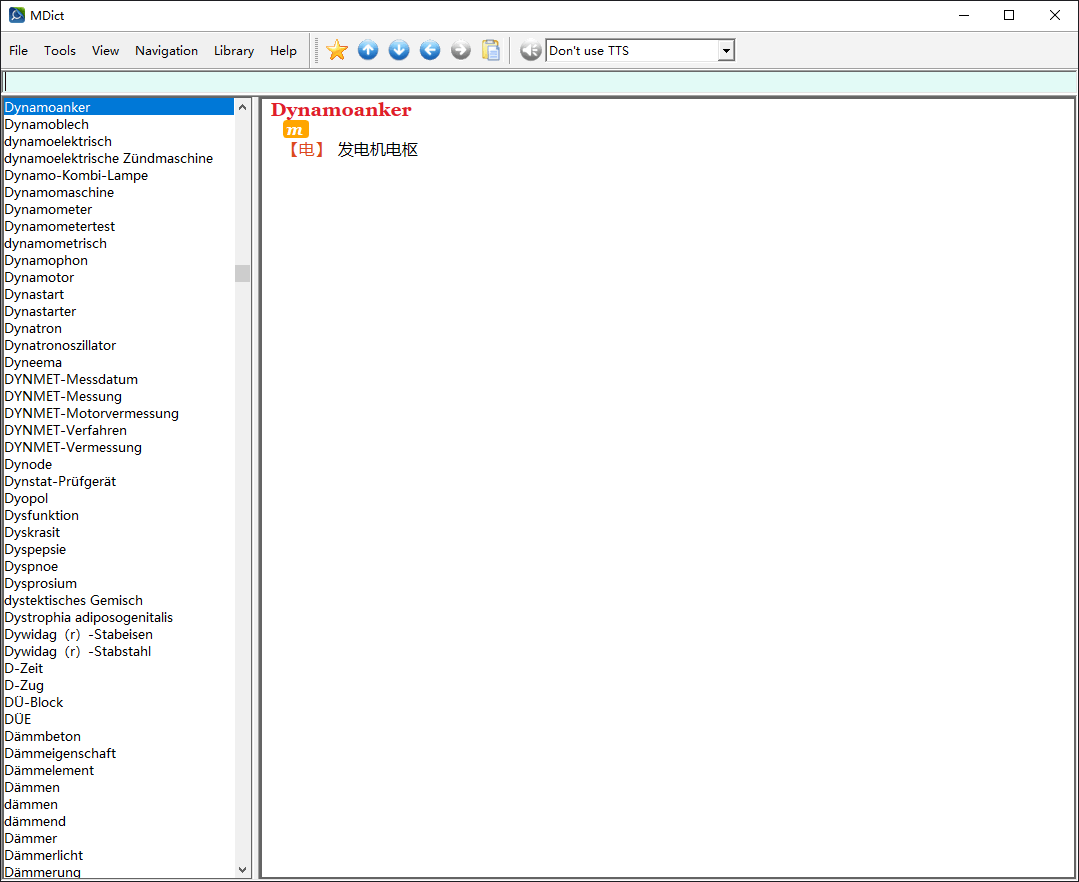 MDict
File Tools View Navigation Library Help Don't use TTS
Dynamoanker
Dynamoblech
dynamoelektrisch
dynamoelektrische Zündmaschine
Dynamo-Kombi-Lampe
Dynamomaschine
Dynamometer
Dynamometertest
dynamometrisch
Dynamophon
Dynamotor
Dynastart
Dynastarter
Dynatron
Dynatronoszillator
Dyneema
DYNMET-Messdatum
DYNMET-Messung
DYNMET-Motorvermessung
DYNMET-Verfahren
DYNMET-Vermessung
Dynode
Dynstat-Prüfgerät
Dyopol
Dysfunktion
Dyskrasit
Dyspepsie
Dyspnoe
Dysprosium
dystektisches Gemisch
Dystrophia adiposogenitalis
Dywidag（r）-Stabeisen
Dywidag（r）-Stabstahl
D-Zeit
D-Zug
DÜ-Block
DÜE
Dämmbeton
Dämmeigenschaft
Dämmelement
Dämmen
dämmen
dämmend
Dämmer
Dämmerlicht
Dämmerung
Dynamoanker
m
【电】 发电机电枢